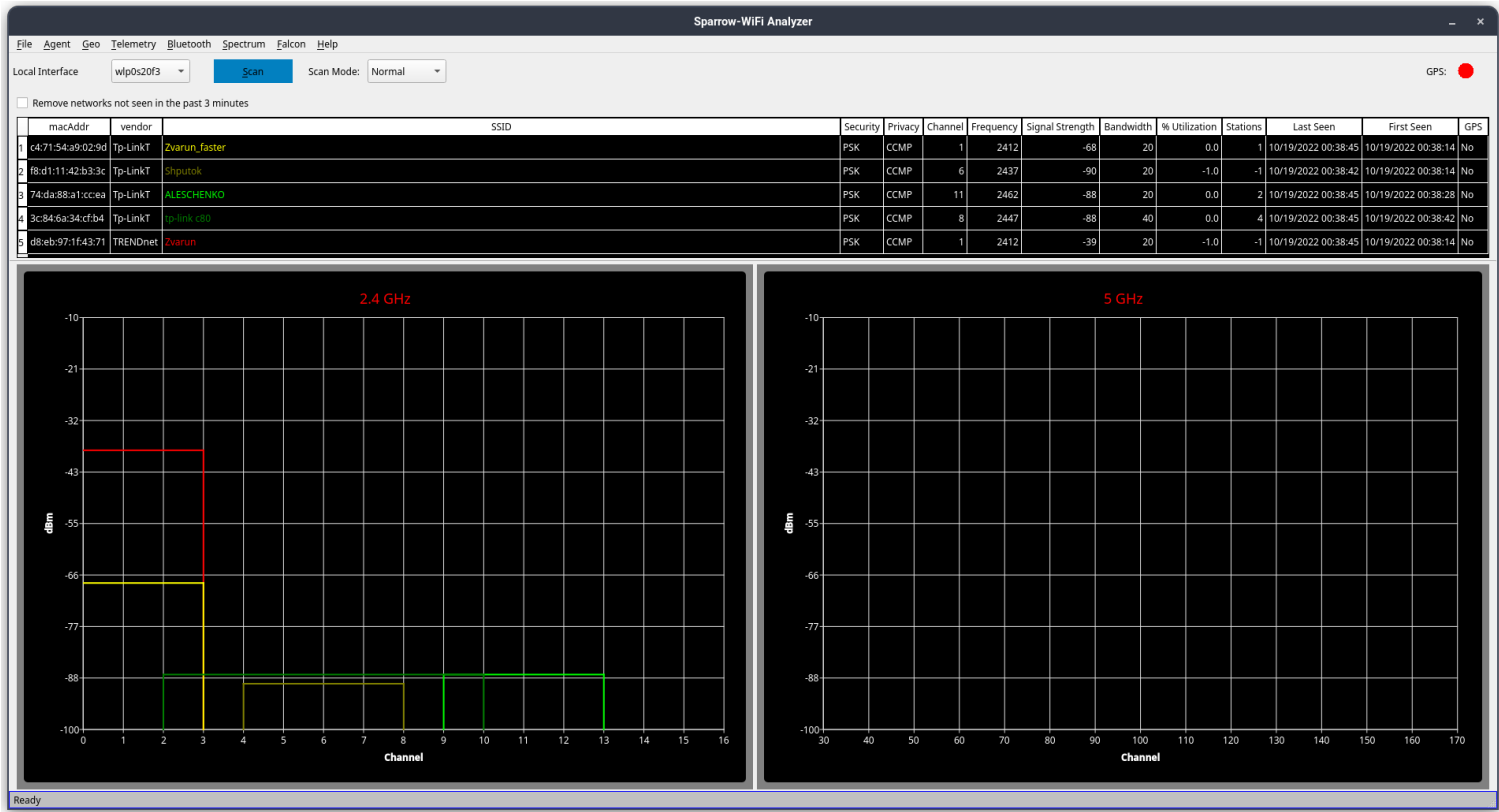 Sparrow-WiFi Analyzer
File Agent Geo Telemetry Bluetooth Spectrum Falcon Help
Local Interface wlp0s20f3 Scan Scan Mode: Normal GPS:
Remove networks not seen in the past 3 minutes
macAddr vendor SSID Security Privacy Channel Frequency Signal Strength Bandwidth % Utilization Stations Last Seen First Seen GPS
1 c4:71:54:a9:02:9d Tp-LinkT Zvarun_faster PSK CCMP 1 2412 -68 20 0.0 1 10/19/2022 00:38:45 10/19/2022 00:38:14 No
2 f8:d1:11:42:b3:3c Tp-LinkT Shputok PSK CCMP 6 2437 -90 20 -1.0 -1 10/19/2022 00:38:42 10/19/2022 00:38:14 No
3 74:da:88:a1:cc:ea Tp-LinkT ALESCHENKO PSK CCMP 11 2462 -88 20 0.0 2 10/19/2022 00:38:45 10/19/2022 00:38:28 No
4 3c:84:6a:34:cf:b4 Tp-LinkT tp-link c80 PSK CCMP 8 2447 -88 40 0.0 4 10/19/2022 00:38:45 10/19/2022 00:38:42 No
5 d8:eb:97:1f:43:71 TRENDnet Zvarun PSK CCMP 1 2412 -39 20 -1.0 -1 10/19/2022 00:38:45 10/19/2022 00:38:14 No
2.4 GHz
-10
-21
-32
-43
-55
-66
-77
-88
-100
dBm
0 1 2 3 4 5 6 7 8 9 10 11 12 13 14 15 16
Channel
5 GHz
-10
-21
-32
-43
-55
-66
-77
-88
-100
dBm
30 40 50 60 70 80 90 100 110 120 130 140 150 160 170
Channel
Ready